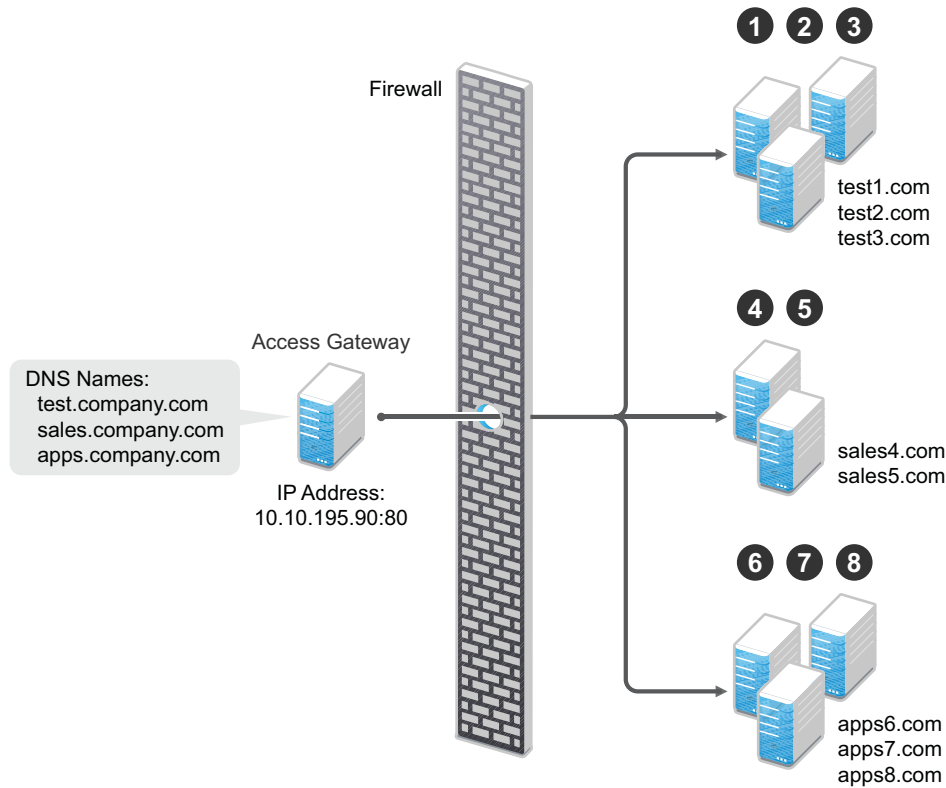 1 2 3
Firewall
test1.com
test2.com
test3.com
4 5
Access Gateway
DNS Names:
test.company.com
sales.company.com
apps.company.com
IP Address:
10.10.195.90:80
sales4.com
sales5.com
6 7 8
apps6.com
apps7.com
apps8.com